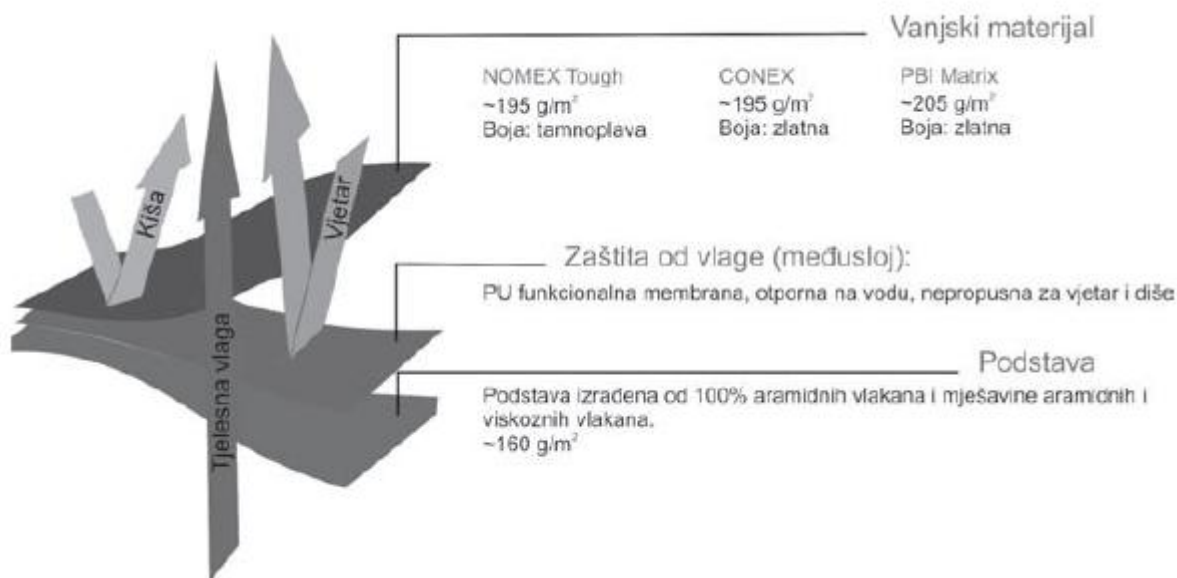 Vanjski materijal
NOMEX Tough
~195 g/m²
Boja: tamnoplava
CONEX
~195 g/m²
Boja: zlatna
PBI Matrix
~205 g/m²
Boja: zlatna
Kiša
Vjetar
Tjelesna vlaga
Zaštita od vlage (međusloj):
PU funkcionalna membrana, otporna na vodu, nepropusna za vjetar i diše
Podstava
Podstava izrađena od 100% aramidnih vlakana i mješavine aramidnih i
viskoznih vlakana.
~160 g/m²